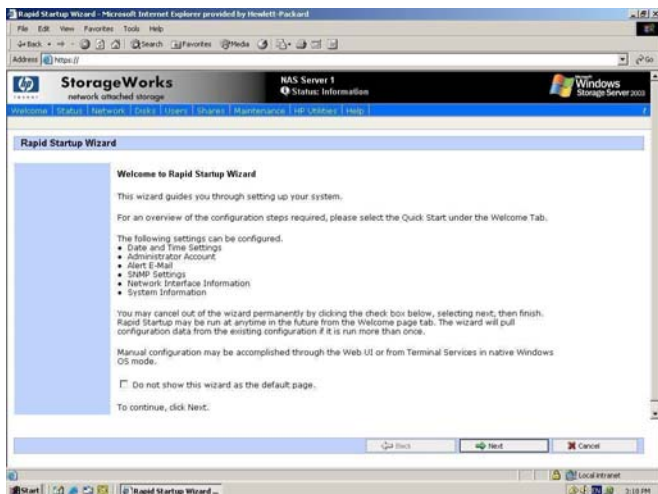 Rapid Startup Wizard - Microsoft Internet Explorer provided by Hewlett-Packard
File Edit View Favorites Tools Help
Back Search Favorites Media
Address https:// Go
hp
StorageWorks
network attached storage
NAS Server 1
Status: Information
Microsoft
Windows
Storage Server 2003
Welcome Status Network Disks Users Shares Maintenance HP Utilities Help
Rapid Startup Wizard
Welcome to Rapid Startup Wizard
This wizard guides you through setting up your system.
For an overview of the configuration steps required, please select the Quick Start under the Welcome Tab.
The following settings can be configured.
• Date and Time Settings
• Administrator Account
• Alert E-Mail
• SNMP Settings
• Network Interface Information
• System Information
You may cancel out of the wizard permanently by clicking the check box below, selecting next, then finish.
Rapid Startup may be run at anytime in the future from the Welcome page tab. The wizard will pull
configuration data from the existing configuration if it is run more than once.
Manual configuration may be accomplished through the Web UI or from Terminal Services in native Windows
OS mode.
Do not show this wizard as the default page.
To continue, click Next.
Back Next Cancel
Local intranet
Start Rapid Startup Wizard ... 5:18 PM